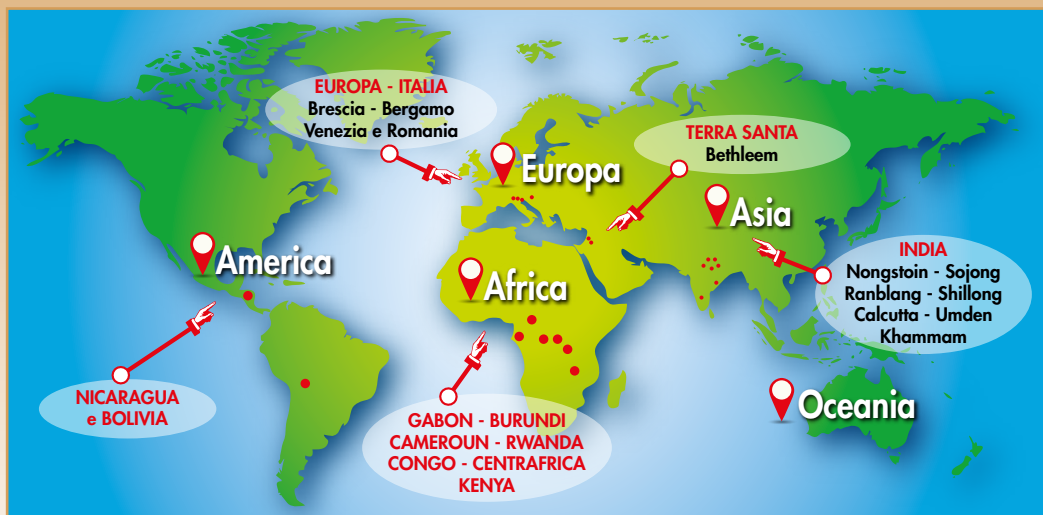 EUROPA - ITALIA
Brescia - Bergamo
Venezia e Romania
TERRA SANTA
Bethleem
Europa
Asia
America
Africa
INDIA
Nongstoin - Sojong
Ranblang - Shillong
Calcutta - Umden
Khammam
NICARAGUA
e BOLIVIA
GABON - BURUNDI
CAMEROUN - RWANDA
CONGO - CENTRAFRICA
KENYA
Oceania